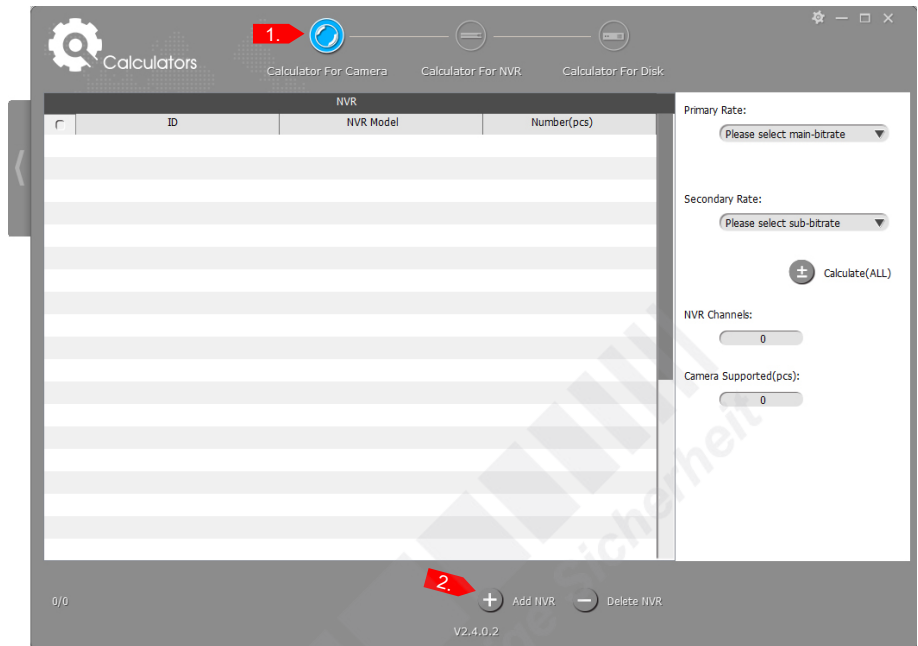 1.
Calculators
Calculator For Camera
Calculator For NVR
Calculator For Disk
NVR
ID
NVR Model
Number(pcs)
Primary Rate:
Please select main-bitrate
Secondary Rate:
Please select sub-bitrate
Calculate(ALL)
NVR Channels:
0
Camera Supported(pcs):
0
2.
0/0
Add NVR
Delete NVR
V2.4.0.2
Sicherheit